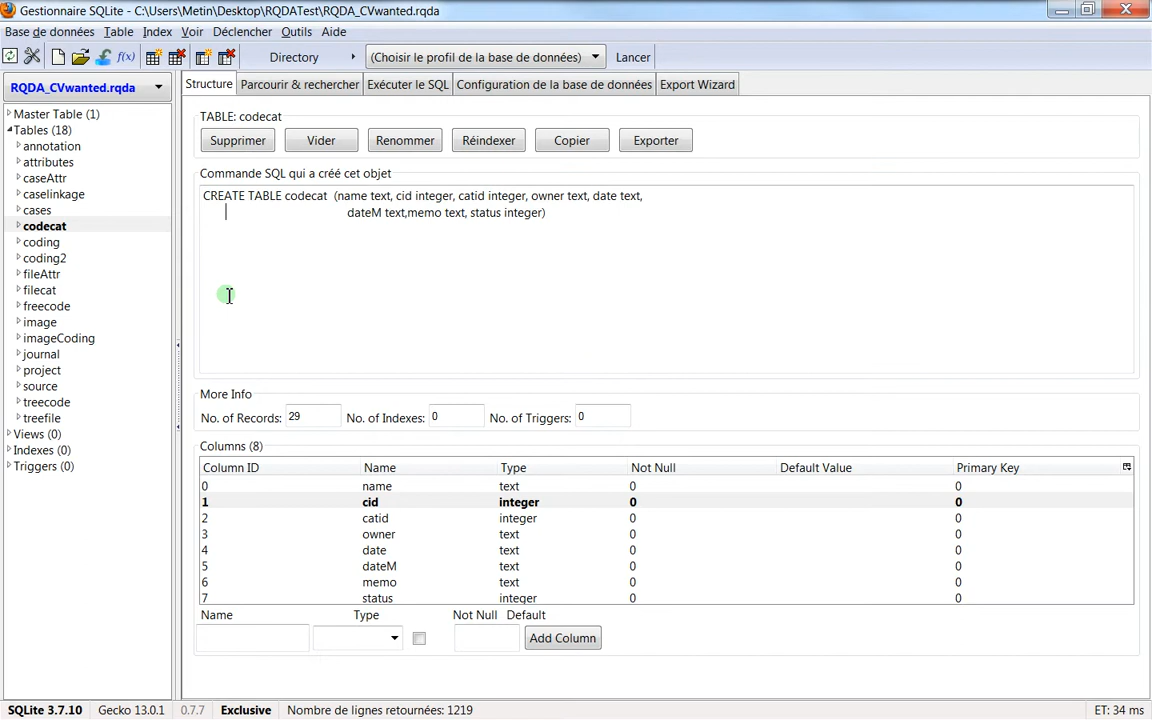 Gestionnaire SQLite - C:\Users\Metin\Desktop\RQDATest\RQDA_CVwanted.rqda
Base de données Table Index Voir Déclencher Outils Aide
f(x) Directory (Choisir le profil de la base de données) Lancer
RQDA_CVwanted.rqda
Structure Parcourir & rechercher Exécuter le SQL Configuration de la base de données Export Wizard
Master Table (1)
Tables (18)
annotation
attributes
caseAttr
caselinkage
cases
codecat
coding
coding2
fileAttr
filecat
freecode
image
imageCoding
journal
project
source
treecode
treefile
Views (0)
Indexes (0)
Triggers (0)
TABLE: codecat
Supprimer Vider Renommer Réindexer Copier Exporter
Commande SQL qui a créé cet objet
CREATE TABLE codecat (name text, cid integer, catid integer, owner text, date text,
dateM text,memo text, status integer)
More Info
No. of Records: 29 No. of Indexes: 0 No. of Triggers: 0
Columns (8)
Column ID Name Type Not Null Default Value Primary Key
0 name text 0 0
1 cid integer 0 0
2 catid integer 0 0
3 owner text 0 0
4 date text 0 0
5 dateM text 0 0
6 memo text 0 0
7 status integer 0 0
Name Type Not Null Default
Add Column
SQLite 3.7.10 Gecko 13.0.1 0.7.7 Exclusive Nombre de lignes retournées: 1219 ET: 34 ms